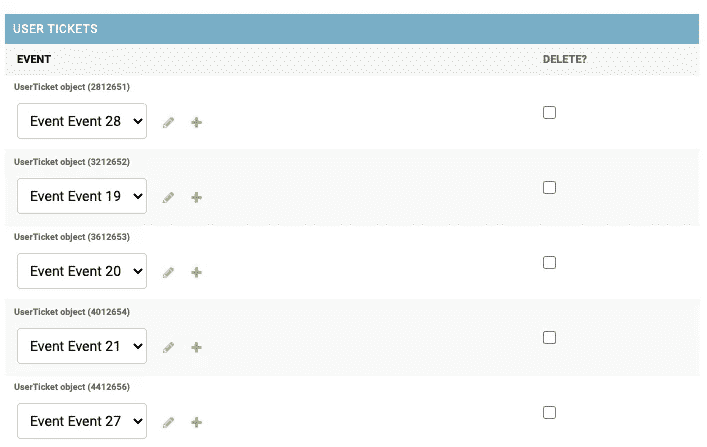 USER TICKETS
EVENT DELETE?
UserTicket object (2812651)
Event Event 28
UserTicket object (3212652)
Event Event 19
UserTicket object (3612653)
Event Event 20
UserTicket object (4012654)
Event Event 21
UserTicket object (4412656)
Event Event 27